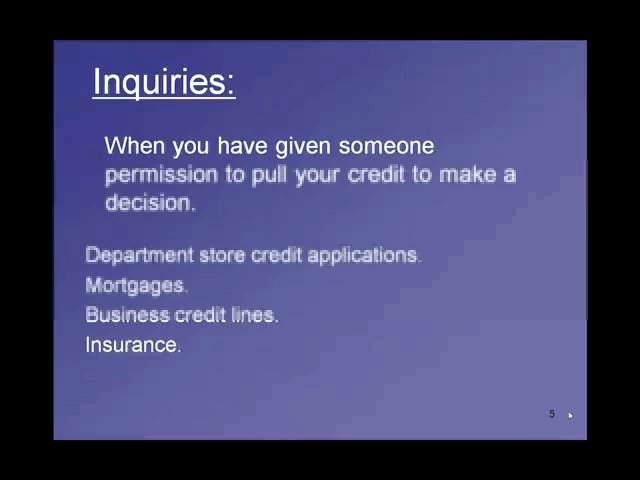 Inquiries:
When you have given someone
permission to pull your credit to make a
decision.
Department store credit applications.
Mortgages.
Business credit lines.
Insurance.
5